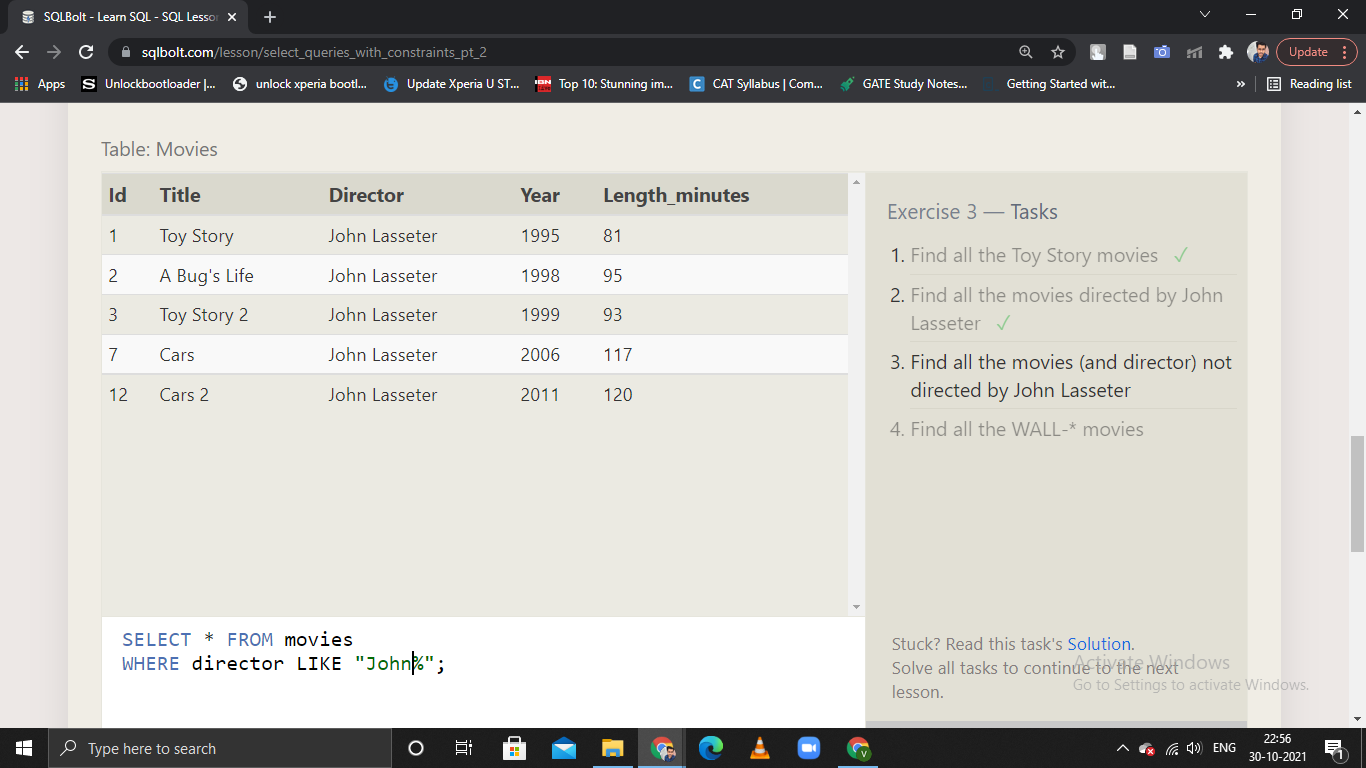 SQLBolt - Learn SQL - SQL Lesson
sqlbolt.com/lesson/select_queries_with_constraints_pt_2
Update
Apps
Unlockbootloader |...
unlock xperia bootl...
Update Xperia U ST...
Top 10: Stunning im...
CAT Syllabus | Com...
GATE Study Notes...
Getting Started wit...
»
Reading list
Table: Movies
Id Title Director Year Length_minutes
1 Toy Story John Lasseter 1995 81
2 A Bug's Life John Lasseter 1998 95
3 Toy Story 2 John Lasseter 1999 93
7 Cars John Lasseter 2006 117
12 Cars 2 John Lasseter 2011 120
Exercise 3 — Tasks
1. Find all the Toy Story movies ✓
2. Find all the movies directed by John
Lasseter ✓
3. Find all the movies (and director) not
directed by John Lasseter
4. Find all the WALL-* movies
SELECT * FROM movies
WHERE director LIKE "John%";
Stuck? Read this task's Solution.
Solve all tasks to continue to the next
lesson.
Activate Windows
Go to Settings to activate Windows.
Type here to search
ENG
22:56
30-10-2021
1